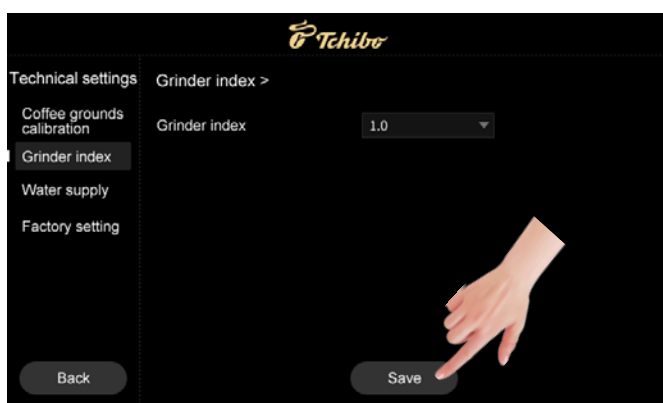 Tchibo
Technical settings
Grinder index >
Coffee grounds
calibration
Grinder index
1.0
Grinder index
Water supply
Factory setting
Back
Save